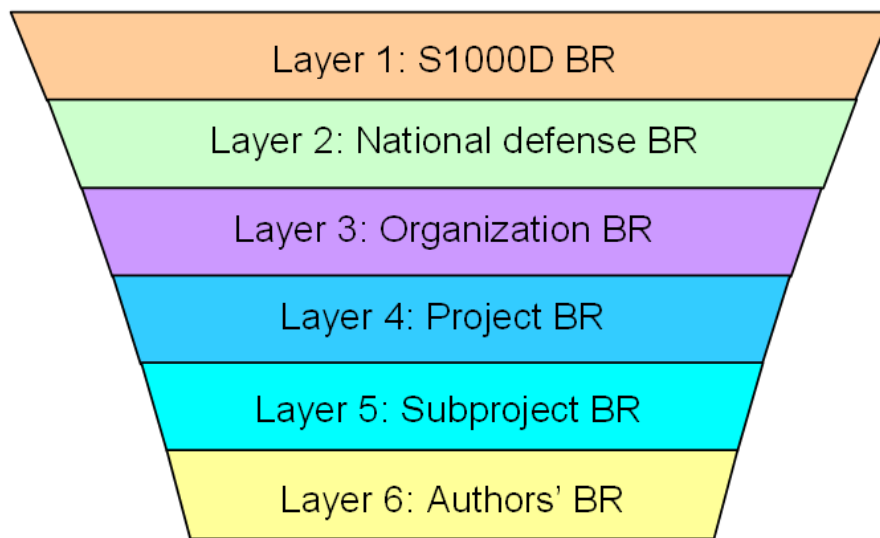 Layer 1: S1000D BR
Layer 2: National defense BR
Layer 3: Organization BR
Layer 4: Project BR
Layer 5: Subproject BR
Layer 6: Authors’ BR